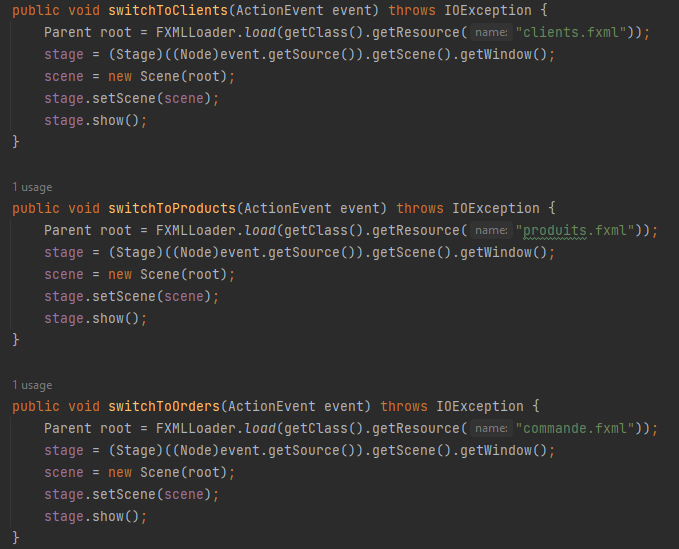 public void switchToClients(ActionEvent event) throws IOException {
    Parent root = FXMLLoader.load(getClass().getResource( name: "clients.fxml"));
    stage = (Stage)((Node)event.getSource()).getScene().getWindow();
    scene = new Scene(root);
    stage.setScene(scene);
    stage.show();
}
1 usage
public void switchToProducts(ActionEvent event) throws IOException {
    Parent root = FXMLLoader.load(getClass().getResource( name: "produits.fxml"));
    stage = (Stage)((Node)event.getSource()).getScene().getWindow();
    scene = new Scene(root);
    stage.setScene(scene);
    stage.show();
}
1 usage
public void switchToOrders(ActionEvent event) throws IOException {
    Parent root = FXMLLoader.load(getClass().getResource( name: "commande.fxml"));
    stage = (Stage)((Node)event.getSource()).getScene().getWindow();
    scene = new Scene(root);
    stage.setScene(scene);
    stage.show();
}